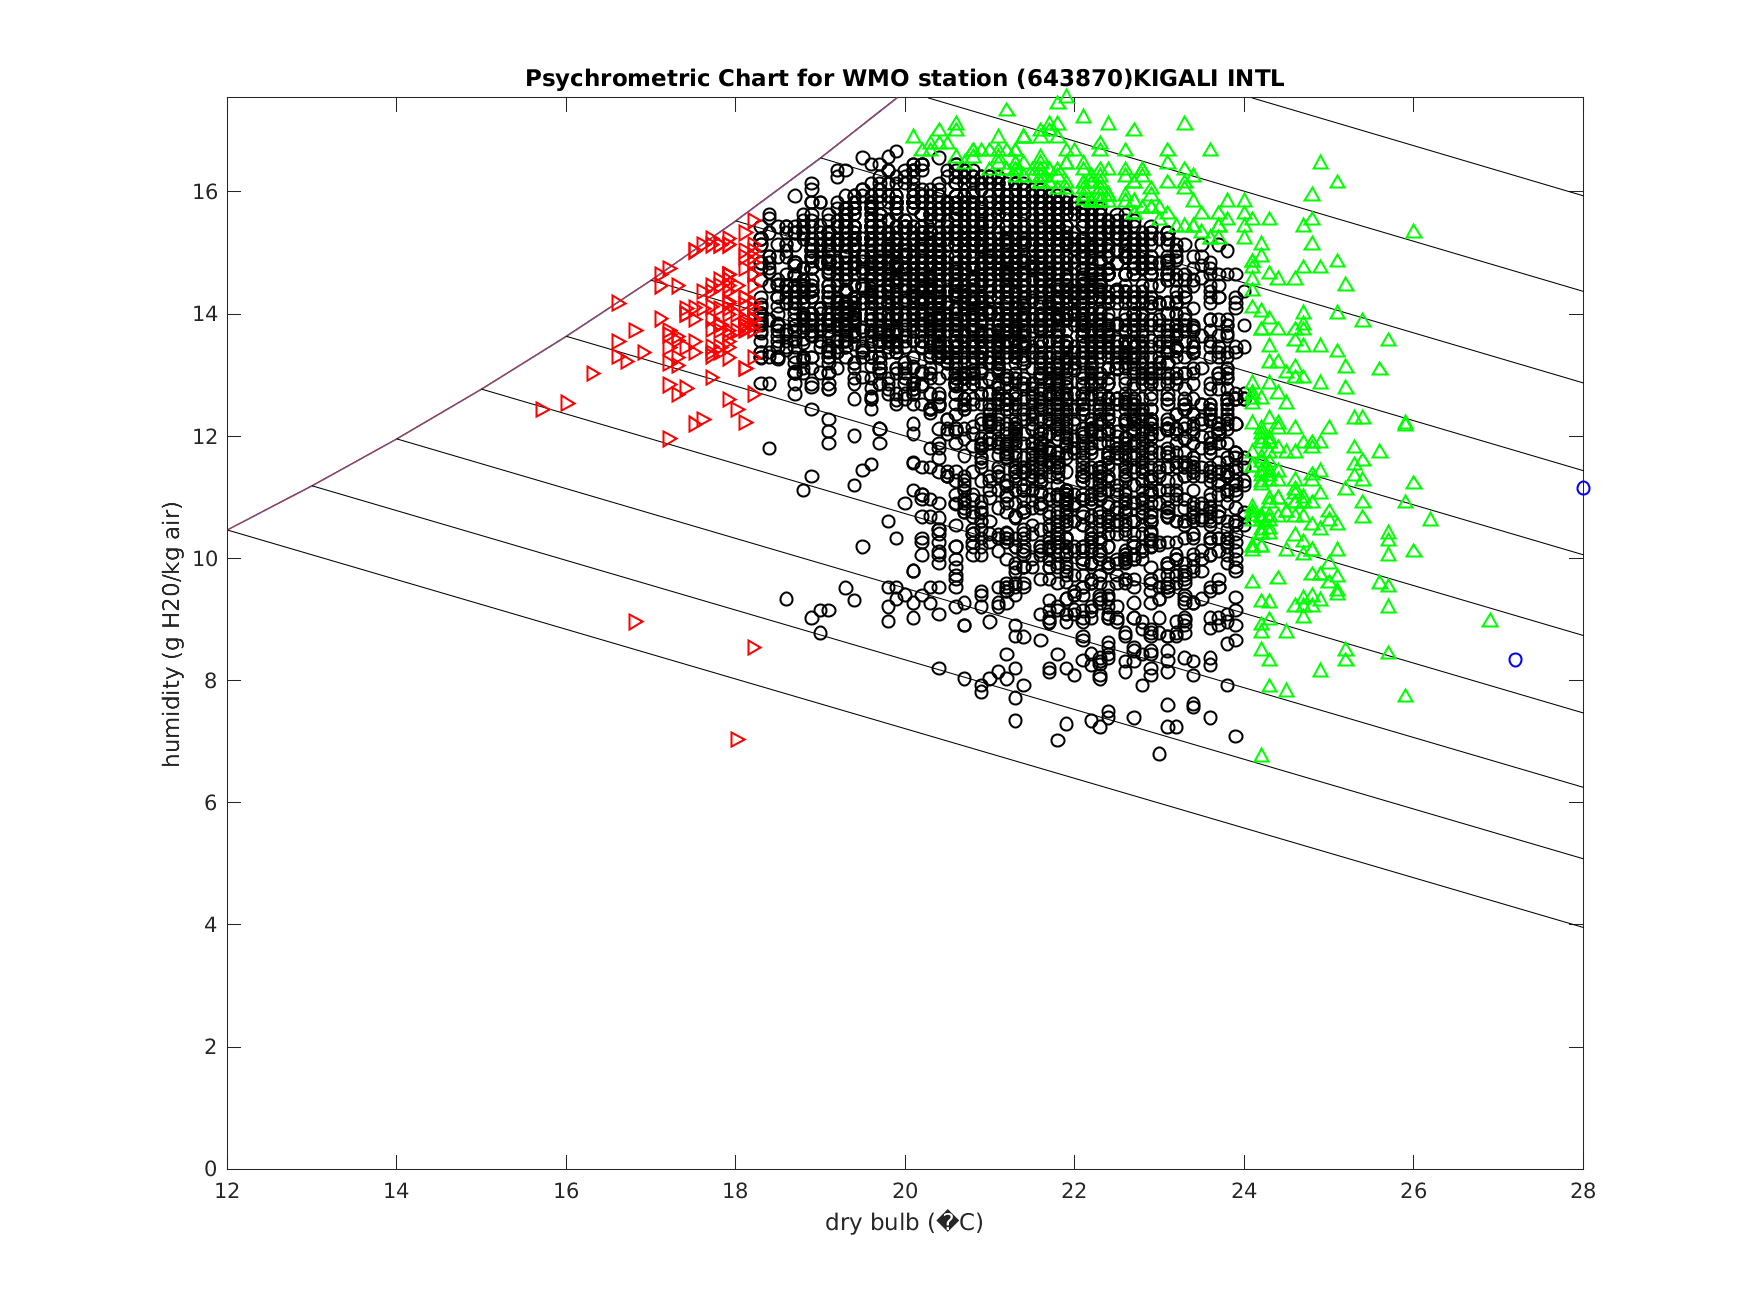 Psychrometric Chart for WMO station (643870)KIGALI INTL
humidity (g H20/kg air)
16
14
12
10
8
6
4
2
0
12 14 16 18 20 22 24 26 28
dry bulb (�C)